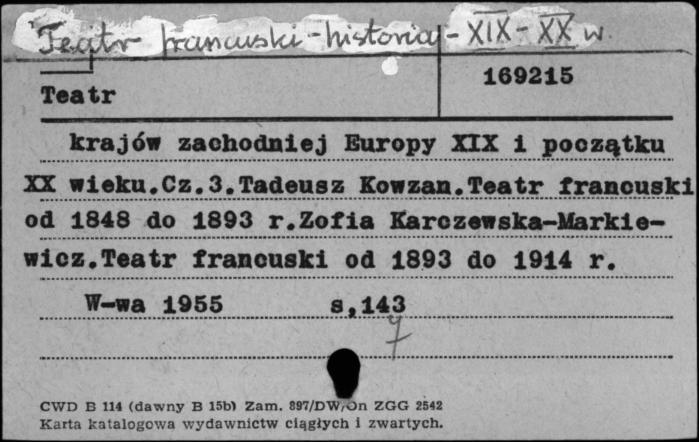 Teatr francuski - historia - XIX - XX w.
169215
Teatr
krajów zachodniej Europy XIX i początku
XX wieku.Cz.3.Tadeusz Kowzan.Teatr francuski
od 1848 do 1893 r.Zofia Karczewska-Markie-
wicz.Teatr francuski od 1893 do 1914 r.
W-wa 1955 s,143
7
CWD B 114 (dawny B 15b) Zam. 897/DW/On ZGG 2542
Karta katalogowa wydawnictw ciągłych i zwartych.